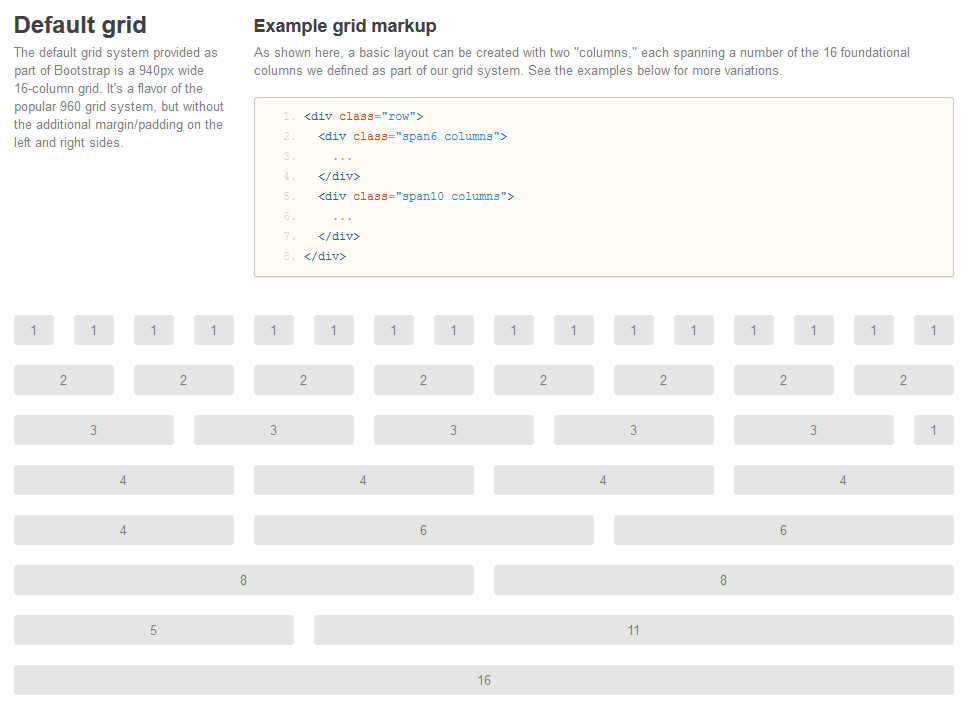 Default grid
The default grid system provided as
part of Bootstrap is a 940px wide
16-column grid. It's a flavor of the
popular 960 grid system, but without
the additional margin/padding on the
left and right sides.
Example grid markup
As shown here, a basic layout can be created with two "columns," each spanning a number of the 16 foundational
columns we defined as part of our grid system. See the examples below for more variations.
1. <div class="row">
2.   <div class="span6 columns">
3.     ...
4.   </div>
5.   <div class="span10 columns">
6.     ...
7.   </div>
8. </div>
1 1 1 1 1 1 1 1 1 1 1 1 1 1 1 1
2 2 2 2 2 2 2 2
3 3 3 3 3 1
4 4 4 4
4 6 6
8 8
5 11
16